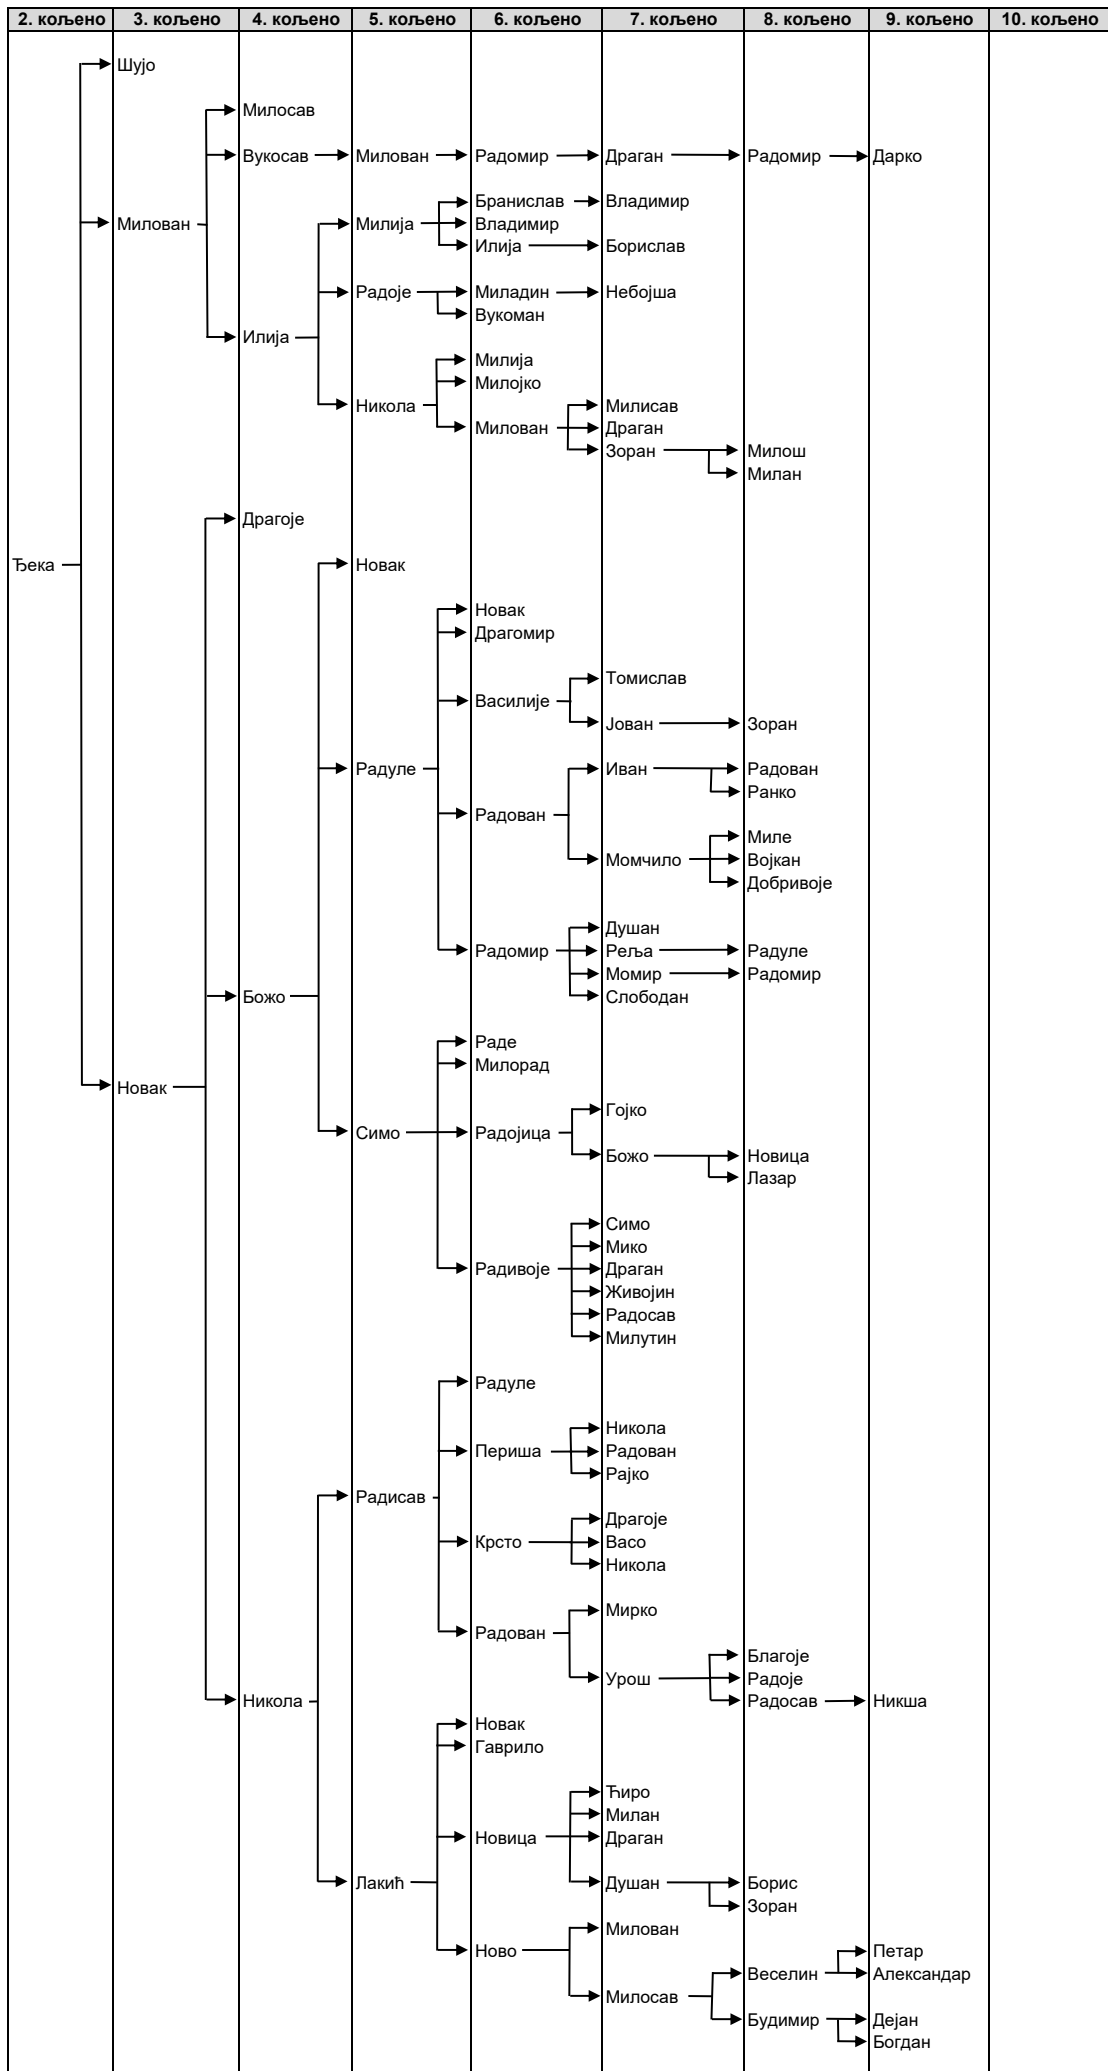 2. кољено 3. кољено 4. кољено 5. кољено 6. кољено 7. кољено 8. кољено 9. кољено 10. кољено
Шујо
Милосав
Вукосав Милован Радомир Драган Радомир Дарко
Бранислав Владимир
Милован Милија Владимир
Илија Борислав
Радоје Миладин Небојша
Вукоман
Илија
Милија
Милојко
Никола Милисав
Милован Драган
Зоран Милош
Милан
Драгоје
Ђека Новак
Новак
Драгомир
Томислав
Василије
Јован Зоран
Радуле Иван Радован
Ранко
Радован
Миле
Момчило Војкан
Добривоје
Душан
Радомир Реља Радуле
Момир Радомир
Божо Слободан
Раде
Милорад
Новак
Гојко
Симо Радојица
Божо Новица
Лазар
Симо
Мико
Радивоје Драган
Живојин
Радосав
Милутин
Радуле
Никола
Периша Радован
Рајко
Радисав
Драгоје
Крсто Васо
Никола
Мирко
Радован
Благоје
Урош Радоје
Никола Радосав Никша
Новак
Гаврило
Ћиро
Милан
Новица Драган
Лакић Душан Борис
Зоран
Милован
Ново Петар
Веселин Александар
Милосав
Будимир Дејан
Богдан